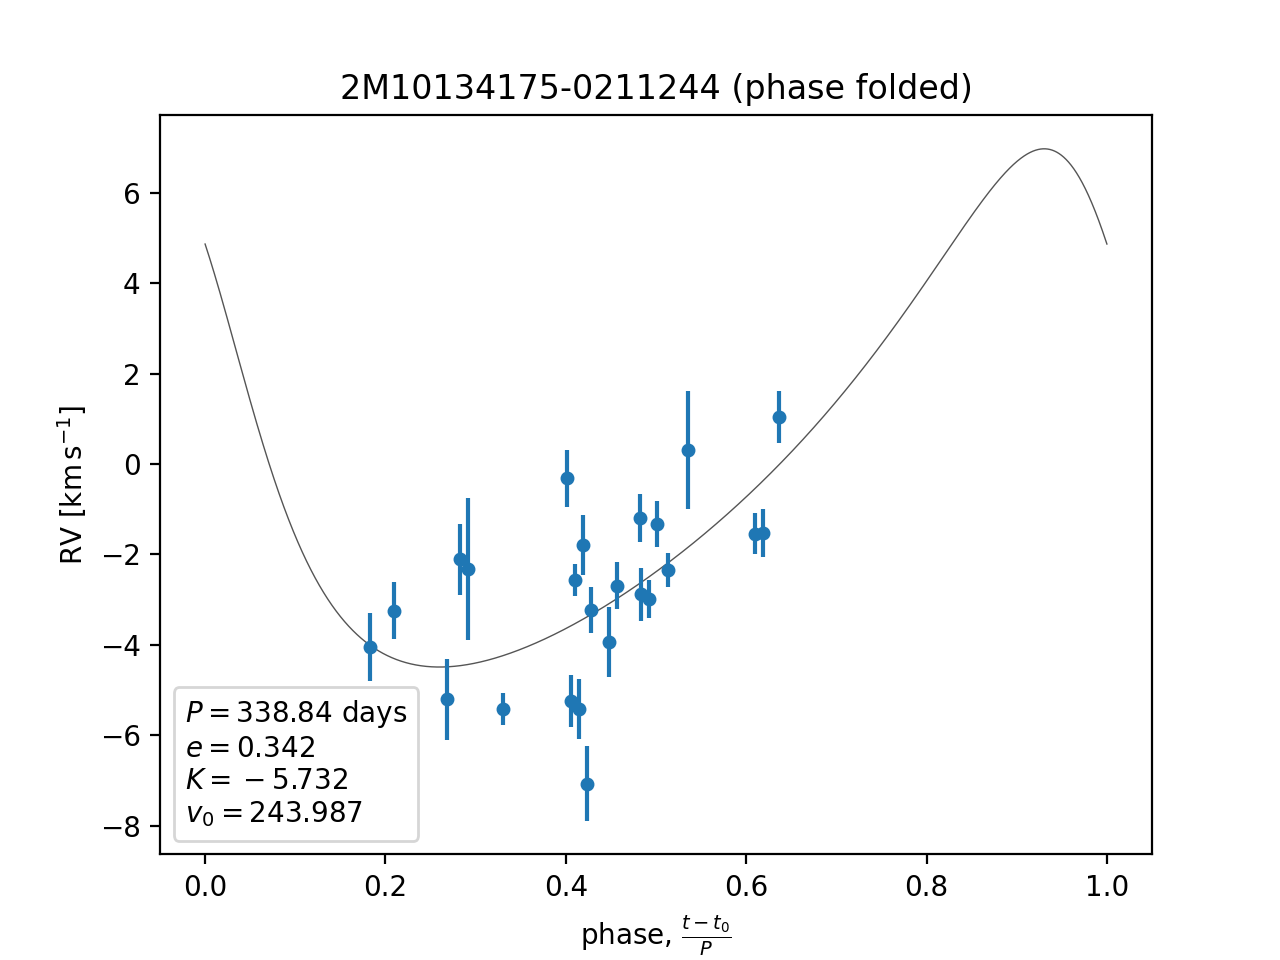 2M10134175-0211244 (phase folded)
RV [km s⁻¹]
6
4
2
0
−2
−4
−6
−8
P = 338.84 days
e = 0.342
K = −5.732
v₀ = 243.987
0.0 0.2 0.4 0.6 0.8 1.0
phase, (t − t₀)/P